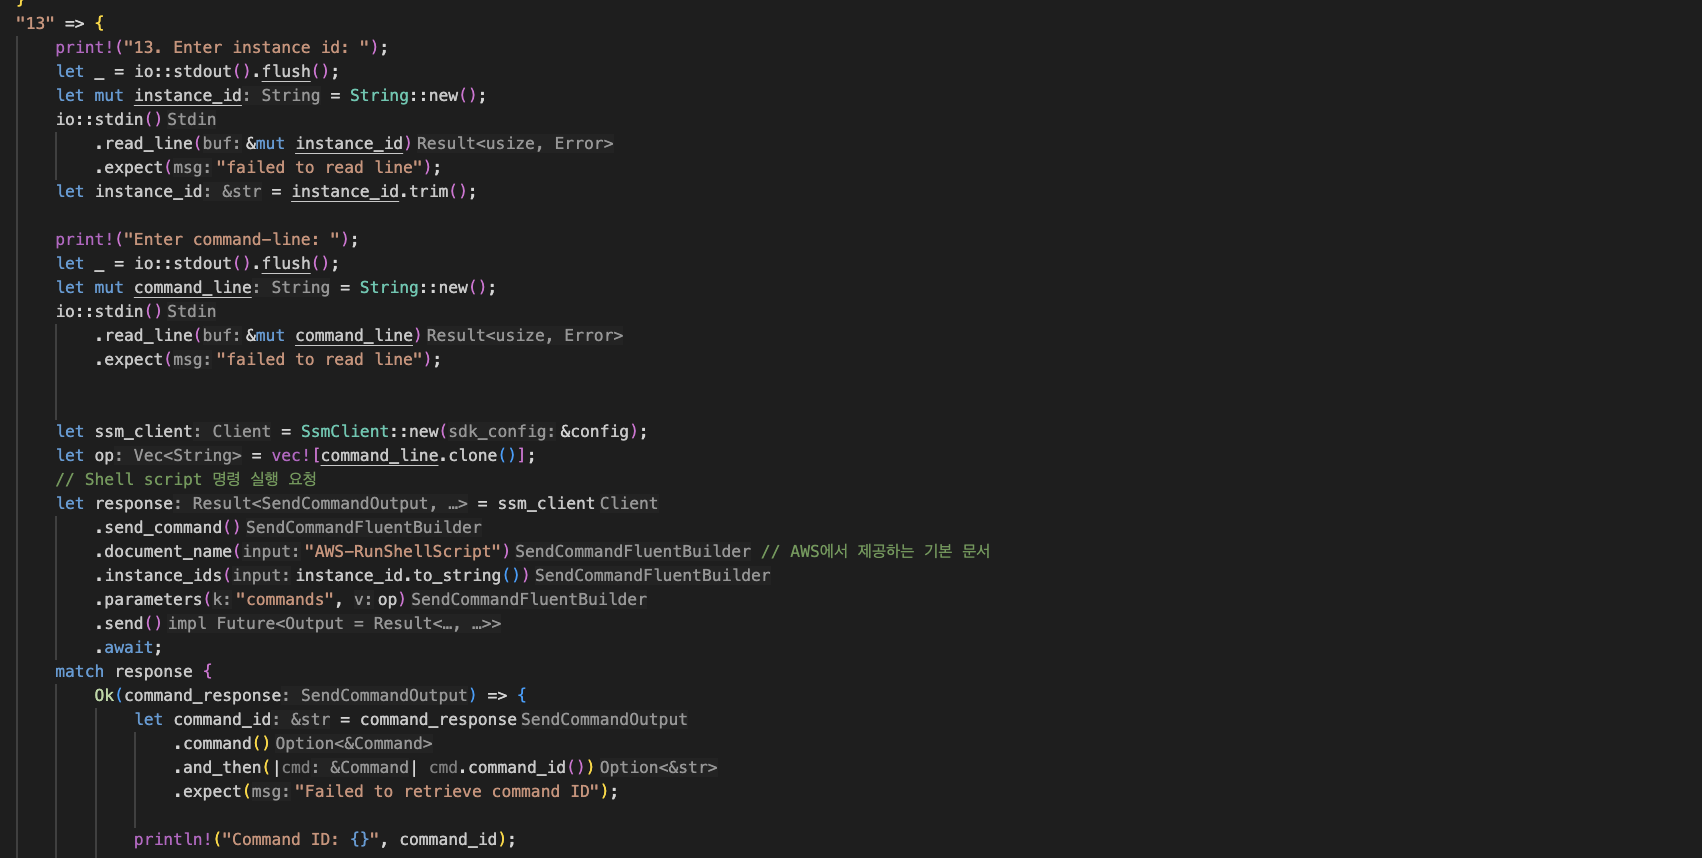 }
"13" => {
print!("13. Enter instance id: ");
let _ = io::stdout().flush();
let mut instance_id: String = String::new();
io::stdin() Stdin
.read_line(buf: &mut instance_id) Result<usize, Error>
.expect(msg: "failed to read line");
let instance_id: &str = instance_id.trim();
print!("Enter command-line: ");
let _ = io::stdout().flush();
let mut command_line: String = String::new();
io::stdin() Stdin
.read_line(buf: &mut command_line) Result<usize, Error>
.expect(msg: "failed to read line");
let ssm_client: Client = SsmClient::new(sdk_config: &config);
let op: Vec<String> = vec![command_line.clone()];
// Shell script 명령 실행 요청
let response: Result<SendCommandOutput, …> = ssm_client Client
.send_command() SendCommandFluentBuilder
.document_name(input: "AWS-RunShellScript") SendCommandFluentBuilder // AWS에서 제공하는 기본 문서
.instance_ids(input: instance_id.to_string()) SendCommandFluentBuilder
.parameters(k: "commands", v: op) SendCommandFluentBuilder
.send() impl Future<Output = Result<…, …>>
.await;
match response {
Ok(command_response: SendCommandOutput) => {
let command_id: &str = command_response SendCommandOutput
.command() Option<&Command>
.and_then(|cmd: &Command| cmd.command_id()) Option<&str>
.expect(msg: "Failed to retrieve command ID");
println!("Command ID: {}", command_id);